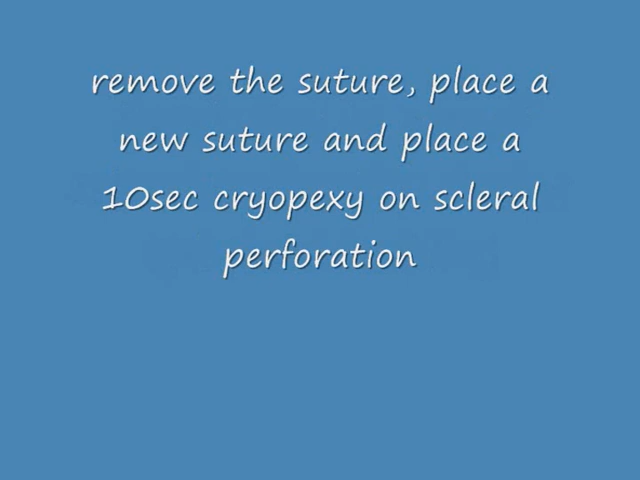 remove the suture, place a
new suture and place a
10sec cryopexy on scleral
perforation